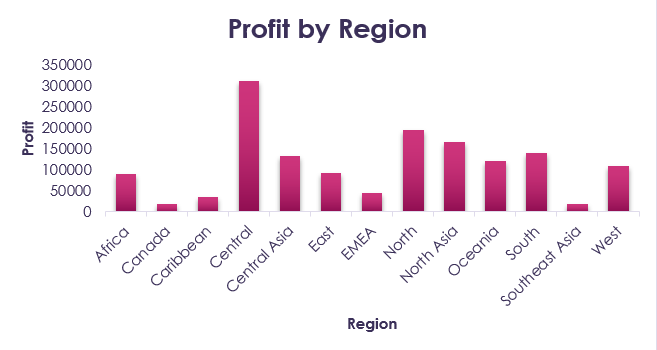 Profit by Region
Profit
350000
300000
250000
200000
150000
100000
50000
0
Africa
Canada
Caribbean
Central
Central Asia
East
EMEA
North
North Asia
Oceania
South
Southeast Asia
West
Region